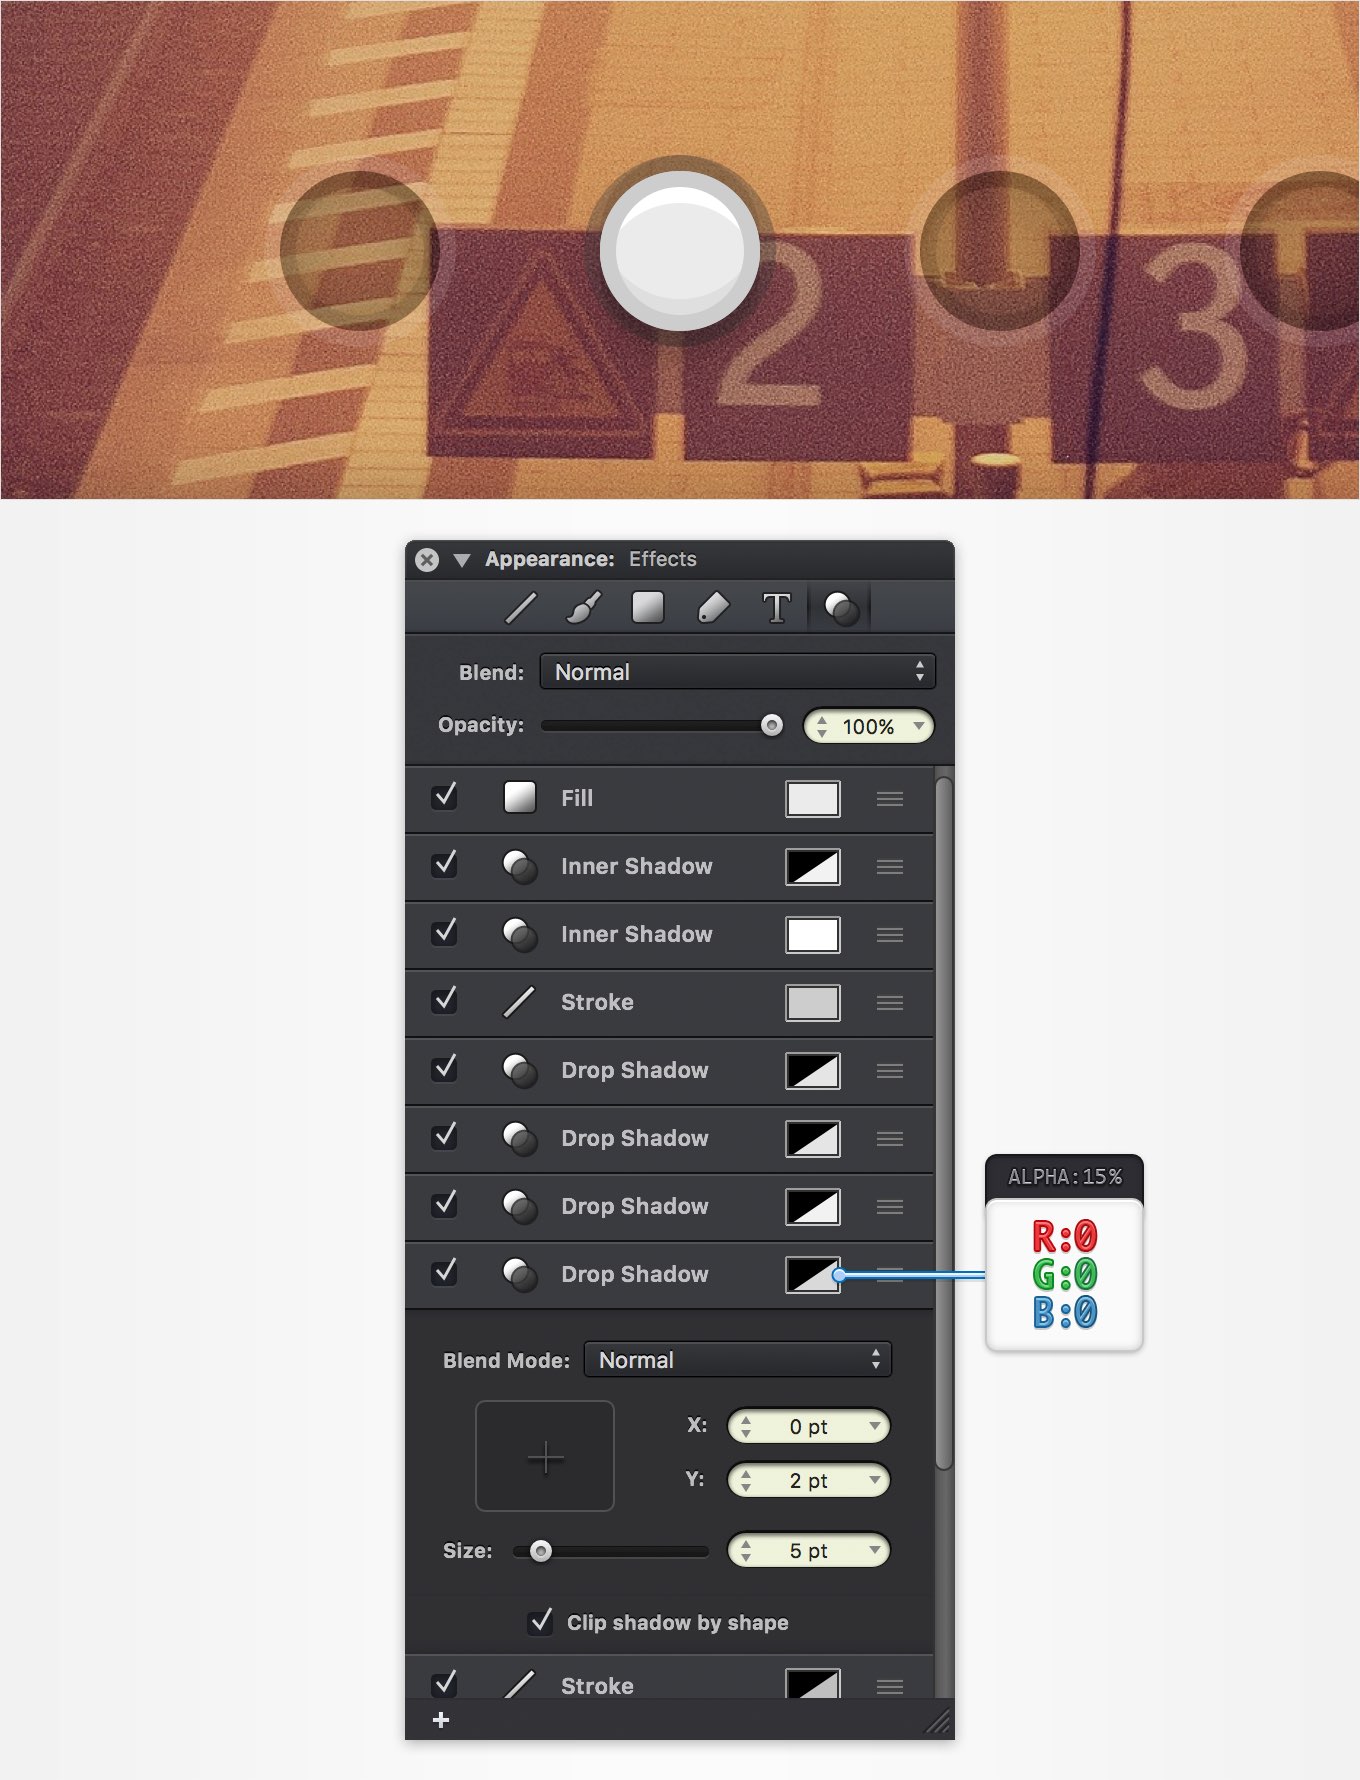 2
3
Appearance: Effects
T
Blend: Normal
Opacity: 100%
Fill
Inner Shadow
Inner Shadow
Stroke
Drop Shadow
Drop Shadow
Drop Shadow
Drop Shadow
ALPHA:15%
R:0
G:0
B:0
Blend Mode: Normal
X: 0 pt
Y: 2 pt
Size: 5 pt
Clip shadow by shape
Stroke